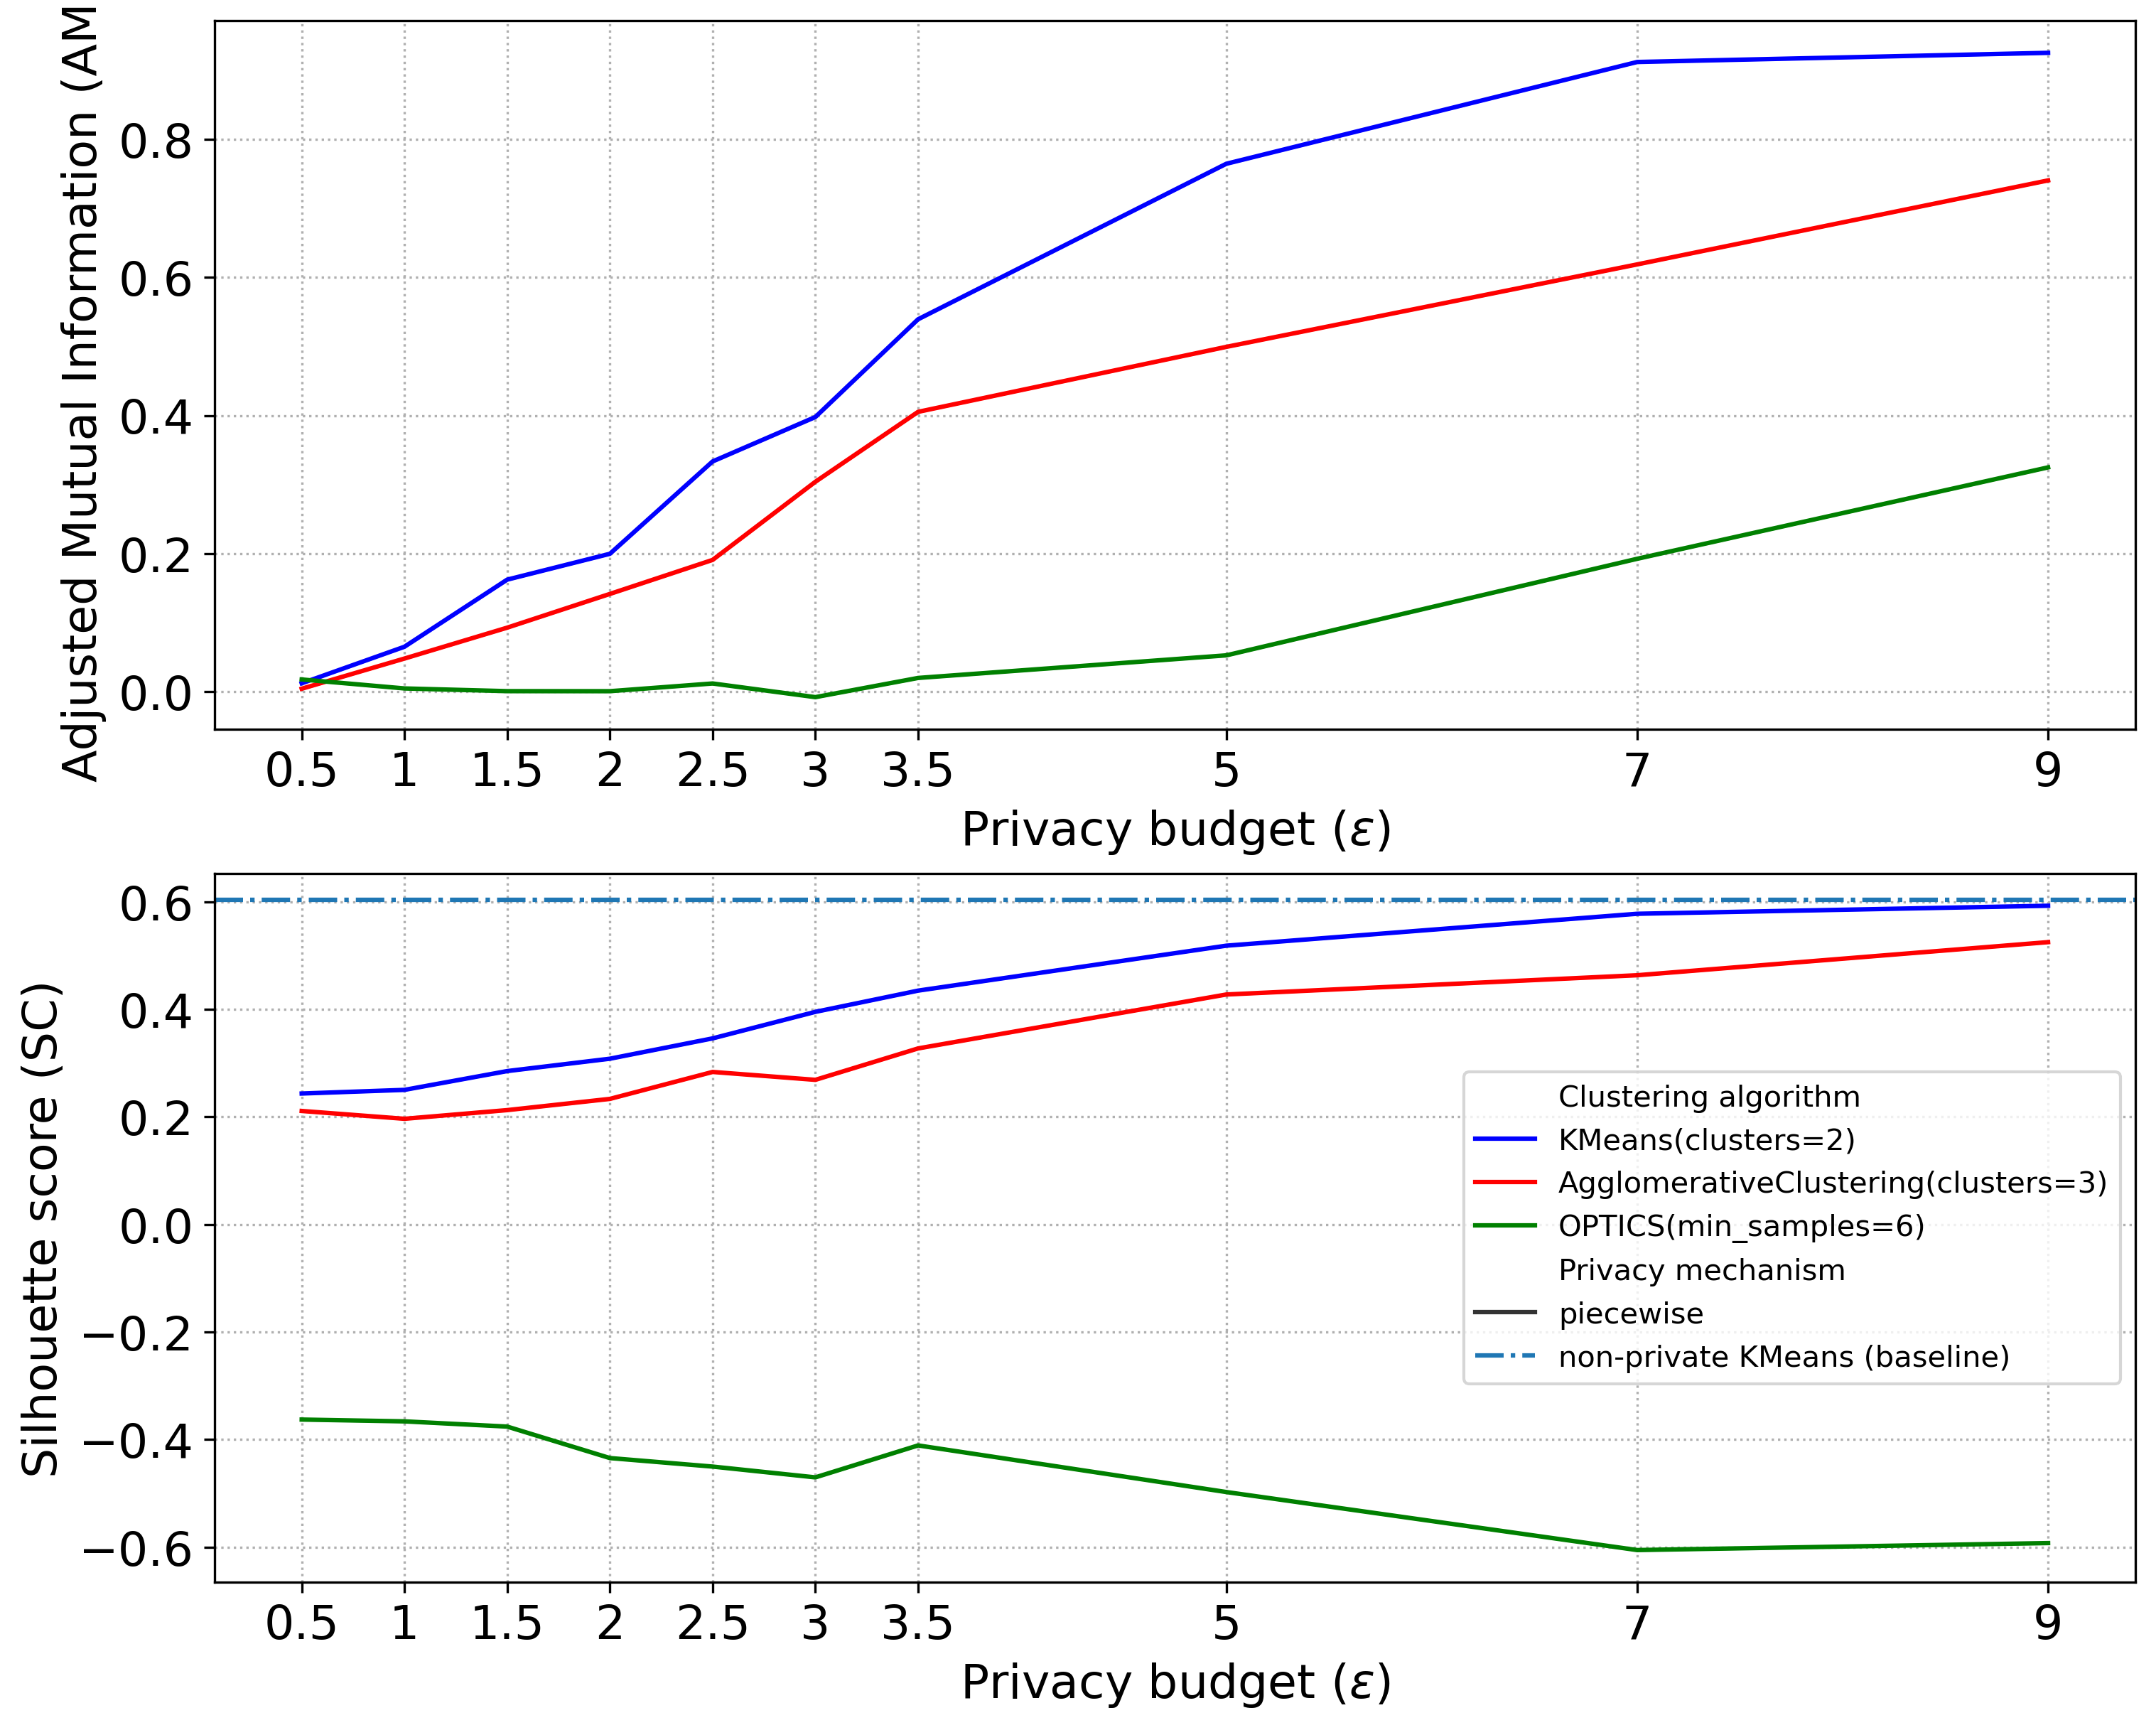 Adjusted Mutual Information (AM
0.8
0.6
0.4
0.2
0.0
0.5 1 1.5 2 2.5 3 3.5 5 7 9
Privacy budget (ε)
Silhouette score (SC)
0.6
0.4
0.2
0.0
−0.2
−0.4
−0.6
Clustering algorithm
KMeans(clusters=2)
AgglomerativeClustering(clusters=3)
OPTICS(min_samples=6)
Privacy mechanism
piecewise
non-private KMeans (baseline)
0.5 1 1.5 2 2.5 3 3.5 5 7 9
Privacy budget (ε)